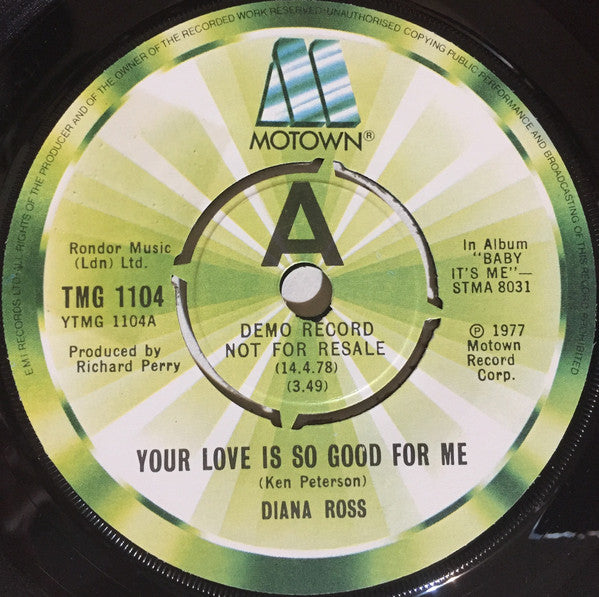 EMI RECORDS LTD. ALL RIGHTS OF THE PRODUCER AND OF THE OWNER OF THE RECORDED WORK RESERVED. UNAUTHORISED COPYING PUBLIC PERFORMANCE AND BROADCASTING OF THIS RECORD PROHIBITED
MOTOWN®
A
Rondor Music
(Ldn) Ltd.
TMG 1104
YTMG 1104A
Produced by
Richard Perry
In Album
"BABY
IT'S ME"—
STMA 8031
℗ 1977
Motown
Record
Corp.
DEMO RECORD
NOT FOR RESALE
(14.4.78)
(3.49)
YOUR LOVE IS SO GOOD FOR ME
(Ken Peterson)
DIANA ROSS